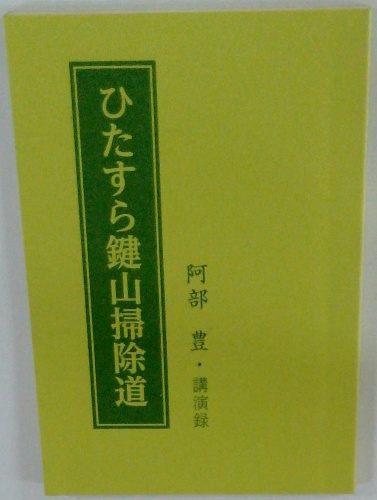 ひたすら鍵山掃除道
阿部 豊・講演録